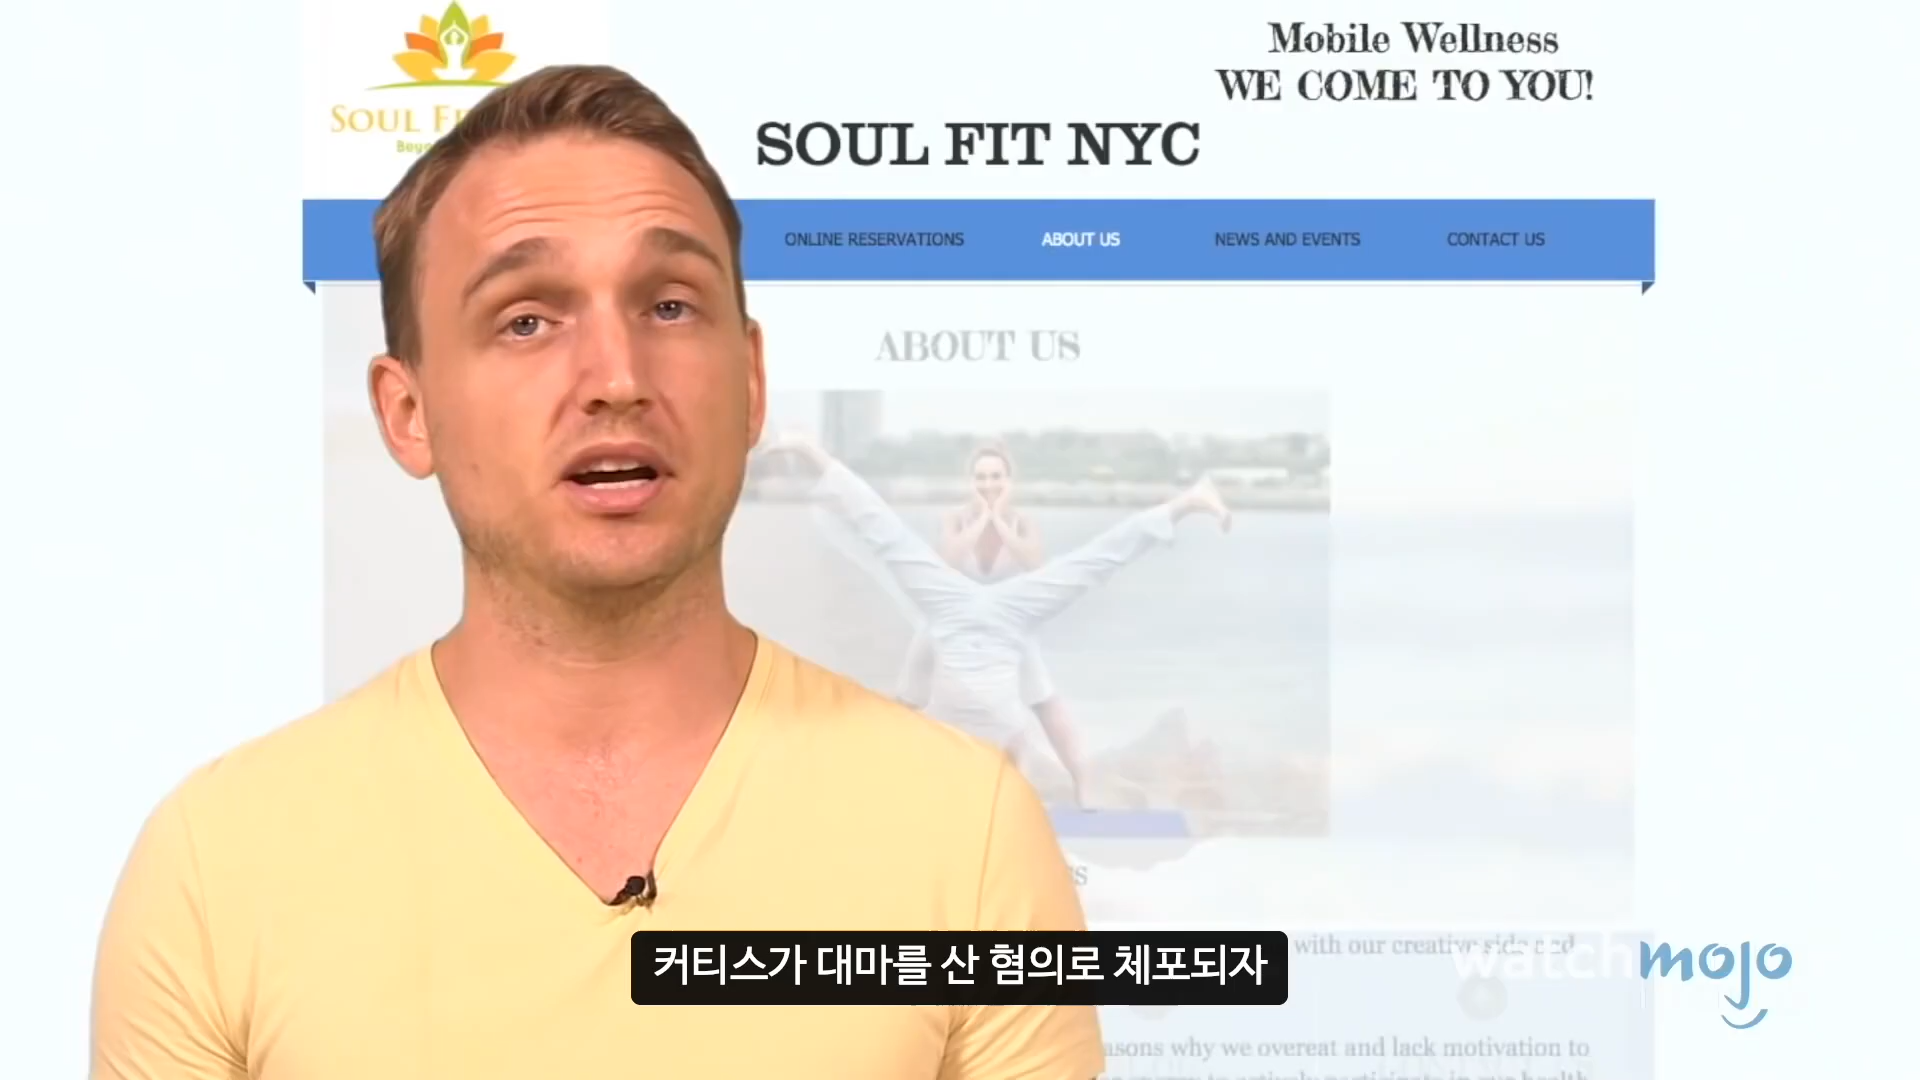 Mobile Wellness
WE COME TO YOU!
SOUL
SOUL FIT NYC
ONLINE RESERVATIONS
ABOUT US
NEWS AND EVENTS
CONTACT US
ABOUT US
with our creative side and
watchmojo
커티스가 대마를 산 혐의로 체포되자
why we overeat and lack motivation to